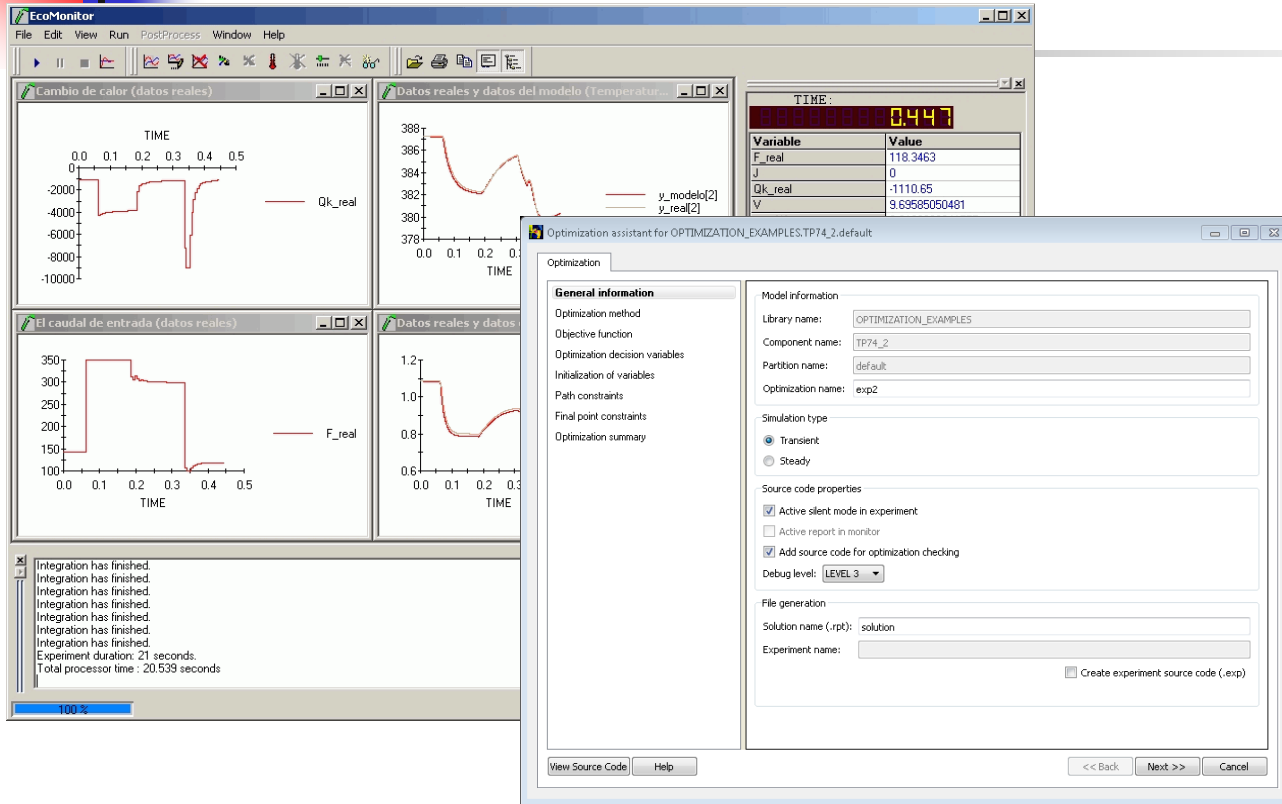 EcoMonitor
File Edit View Run PostProcess Window Help
Cambio de calor (datos reales)
TIME
0.0 0.1 0.2 0.3 0.4 0.5
0
-2000
-4000
-6000
-8000
-10000
Qk_real
Datos reales y datos del modelo (Temperatur...
388
386
384
382
380
378
0.0 0.1 0.2
TIME
y_modelo[2]
y_real[2]
TIME:
0.447
Variable Value
F_real 118.3463
J 0
Qk_real -1110.65
V 9.69585050481
El caudal de entrada (datos reales)
350
300
250
200
150
100
0.0 0.1 0.2 0.3 0.4 0.5
TIME
F_real
Datos reales y datos
1.2
1.0
0.8
0.6
0.0 0.1 0.2 0.3
TIME
Integration has finished.
Integration has finished.
Integration has finished.
Integration has finished.
Integration has finished.
Integration has finished.
Integration has finished.
Experiment duration: 21 seconds.
Total processor time : 20.539 seconds
100 %
Optimization assistant for OPTIMIZATION_EXAMPLES.TP74_2.default
Optimization
General information
Optimization method
Objective function
Optimization decision variables
Initialization of variables
Path constraints
Final point constraints
Optimization summary
Model information
Library name: OPTIMIZATION_EXAMPLES
Component name: TP74_2
Partition name: default
Optimization name: exp2
Simulation type
Transient
Steady
Source code properties
Active silent mode in experiment
Active report in monitor
Add source code for optimization checking
Debug level: LEVEL 3
File generation
Solution name (.rpt): solution
Experiment name:
Create experiment source code (.exp)
View Source Code Help << Back Next >> Cancel